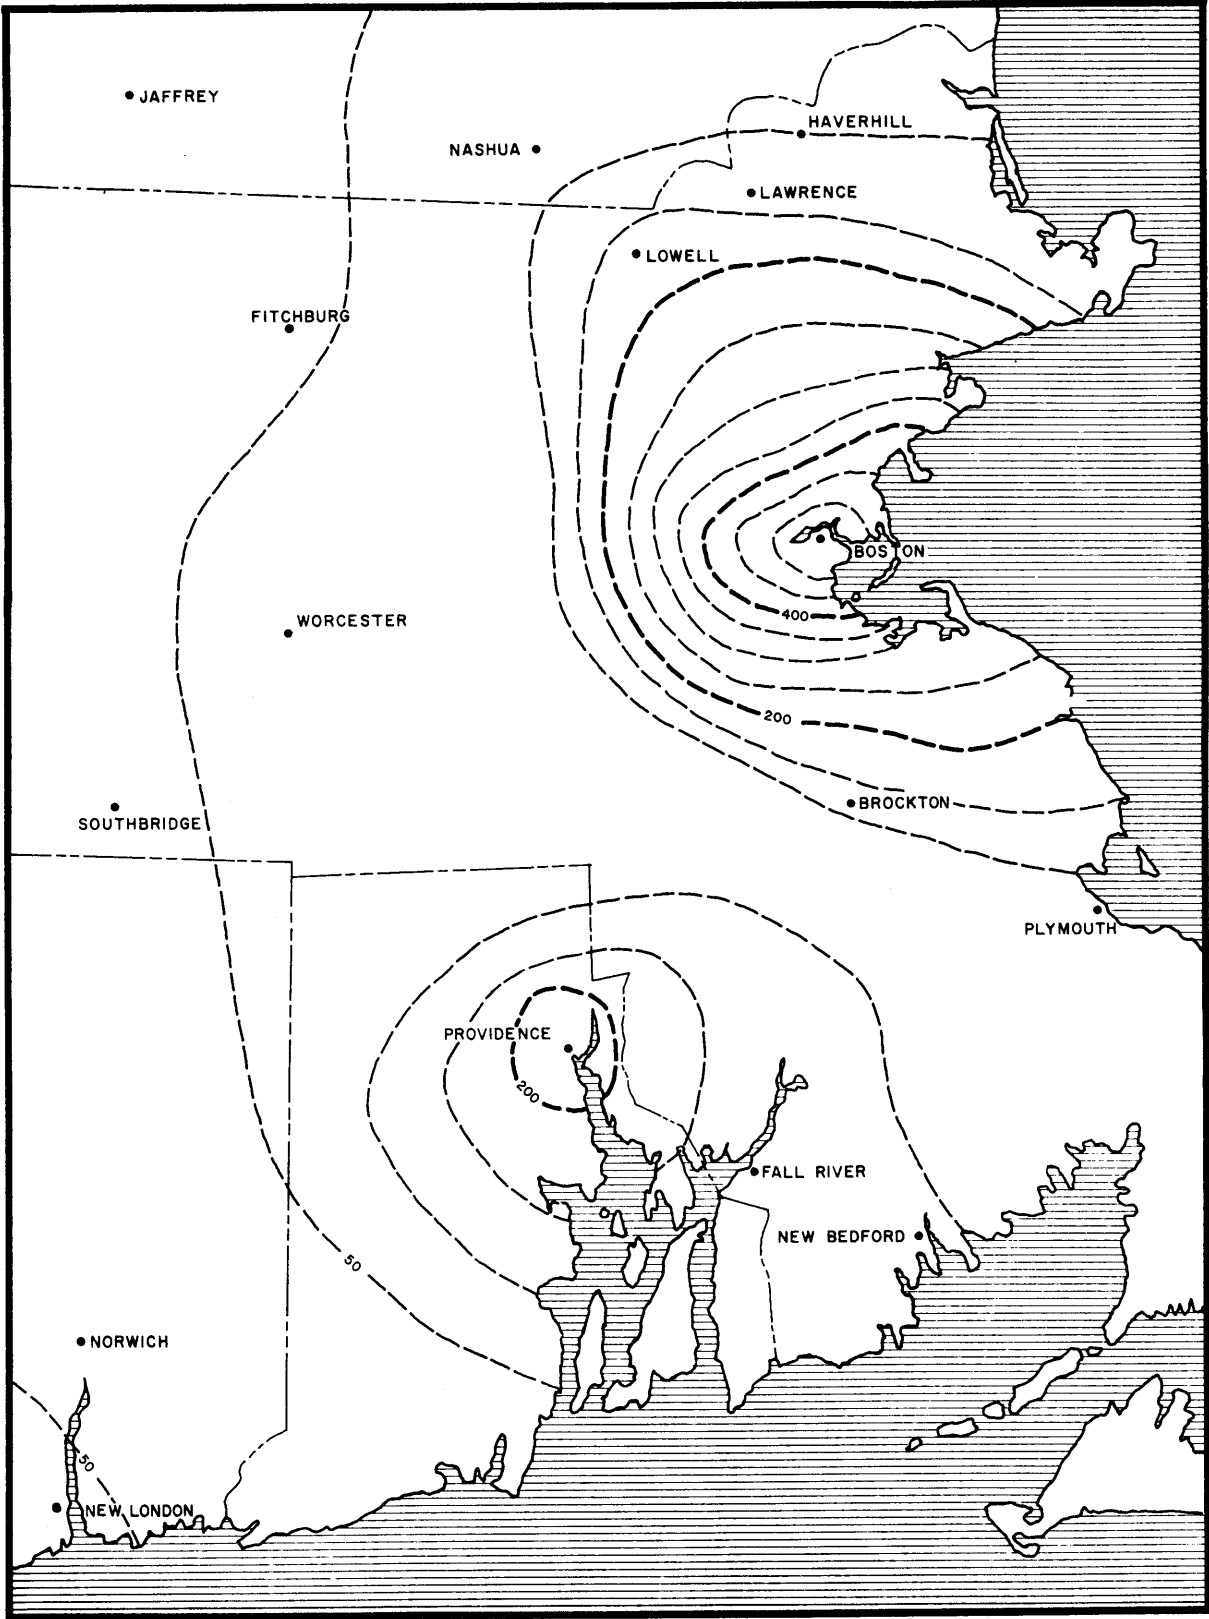 JAFFREY
HAVERHILL
NASHUA
LAWRENCE
LOWELL
FITCHBURG
BOSTON
400
WORCESTER
200
BROCKTON
SOUTHBRIDGE
PLYMOUTH
PROVIDENCE
200
FALL RIVER
NEW BEDFORD
50
NORWICH
50
NEW LONDON